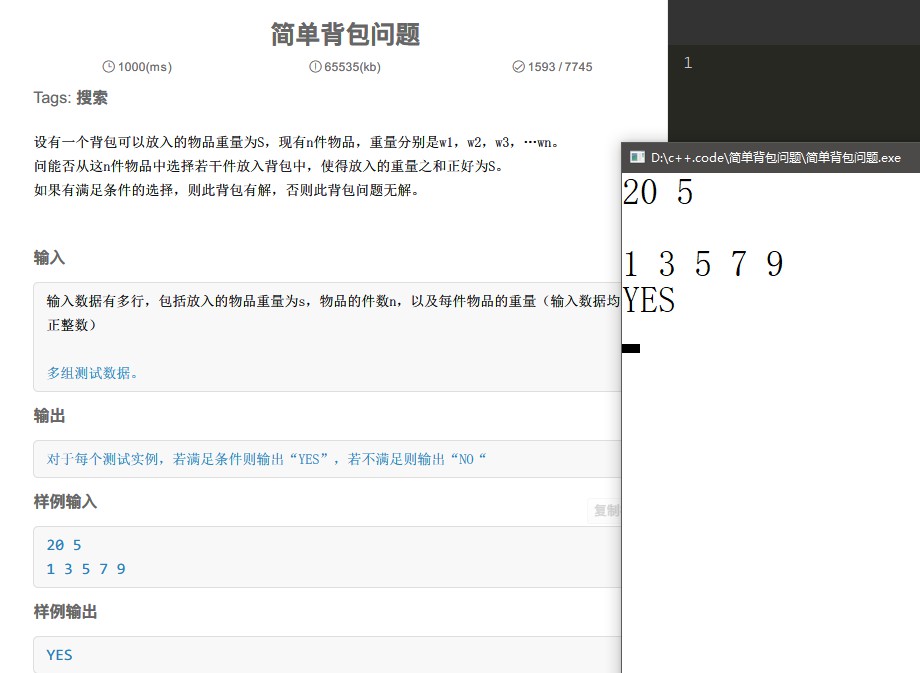 简单背包问题
1000(ms)
65535(kb)
1593 / 7745
Tags: 搜索
设有一个背包可以放入的物品重量为S，现有n件物品，重量分别是w1，w2，w3，…wn。
问能否从这n件物品中选择若干件放入背包中，使得放入的重量之和正好为S。
如果有满足条件的选择，则此背包有解，否则此背包问题无解。
输入
输入数据有多行，包括放入的物品重量为s，物品的件数n，以及每件物品的重量（输入数据均
正整数）
多组测试数据。
输出
对于每个测试实例，若满足条件则输出“YES”，若不满足则输出“NO“
样例输入
复制
20 5
1 3 5 7 9
样例输出
YES
1
D:\c++.code\简单背包问题\简单背包问题.exe
20 5
1 3 5 7 9
YES